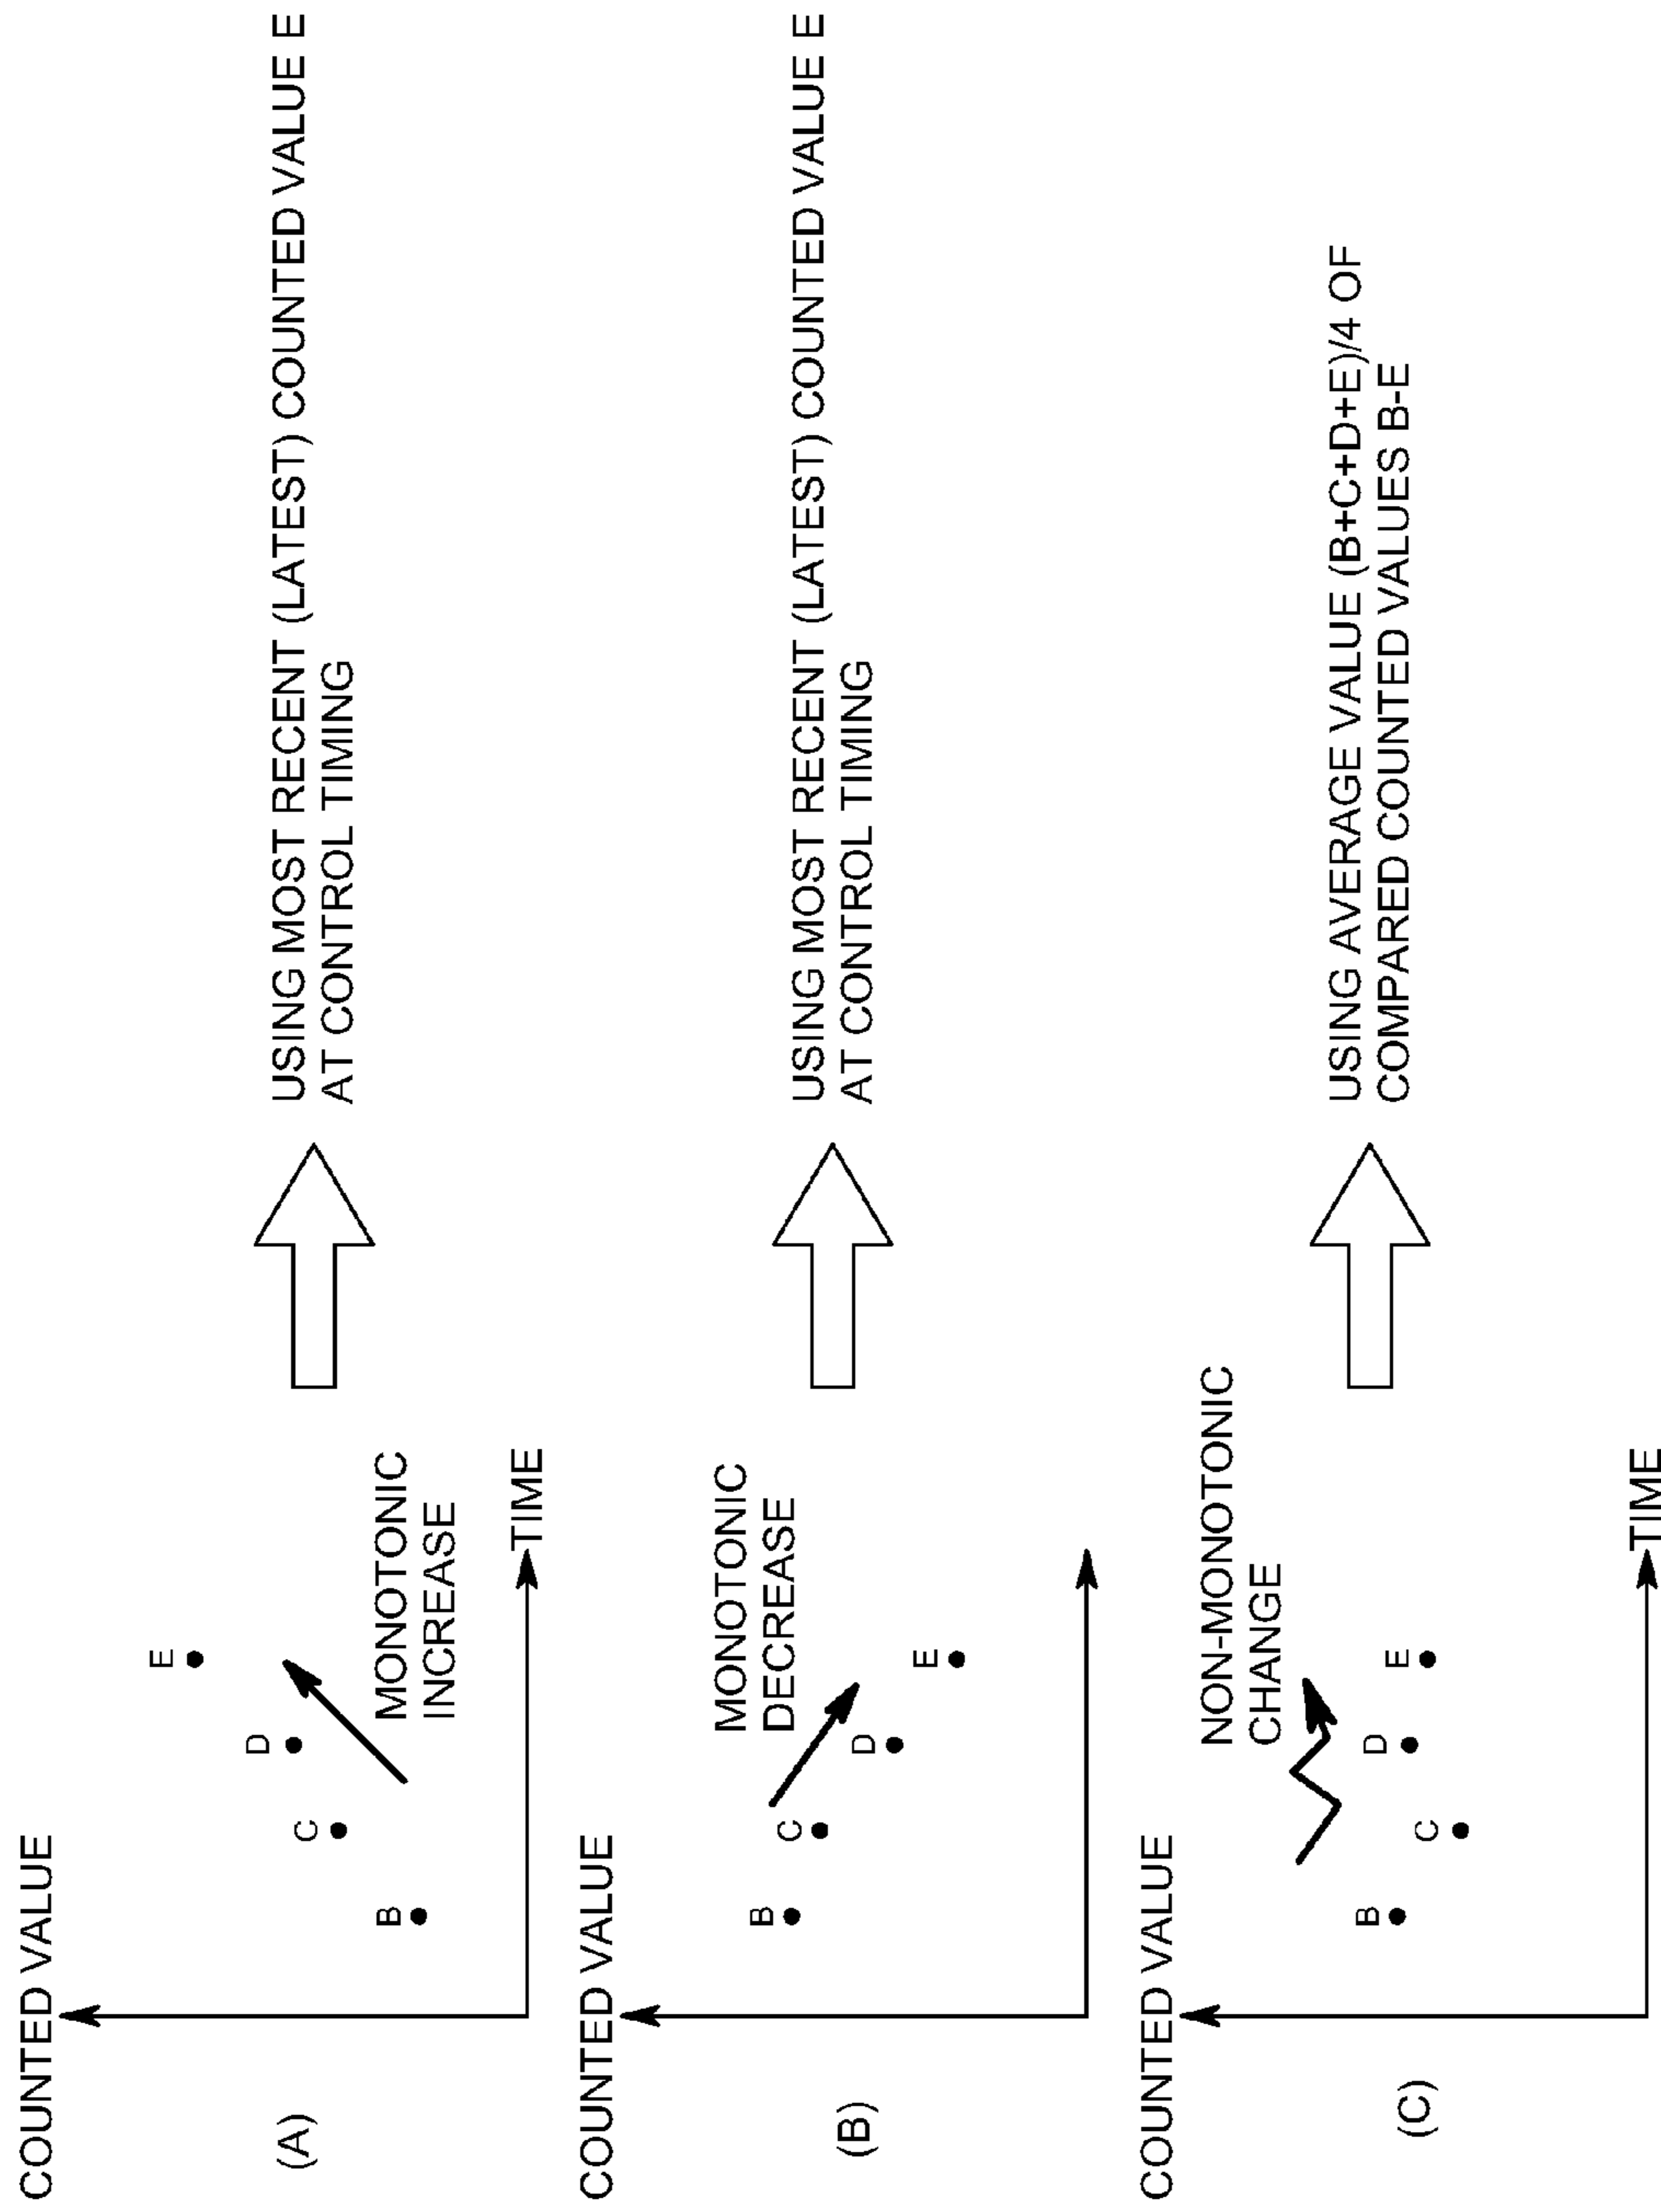 COUNTED VALUE
(A)
E
D
C
B
MONOTONIC
INCREASE
TIME
USING MOST RECENT (LATEST) COUNTED VALUE E
AT CONTROL TIMING
COUNTED VALUE
(B)
MONOTONIC
DECREASE
B
C
D
E
USING MOST RECENT (LATEST) COUNTED VALUE E
AT CONTROL TIMING
COUNTED VALUE
(C)
NON-MONOTONIC
CHANGE
B
C
D
E
TIME
USING AVERAGE VALUE (B+C+D+E)/4 OF
COMPARED COUNTED VALUES B-E